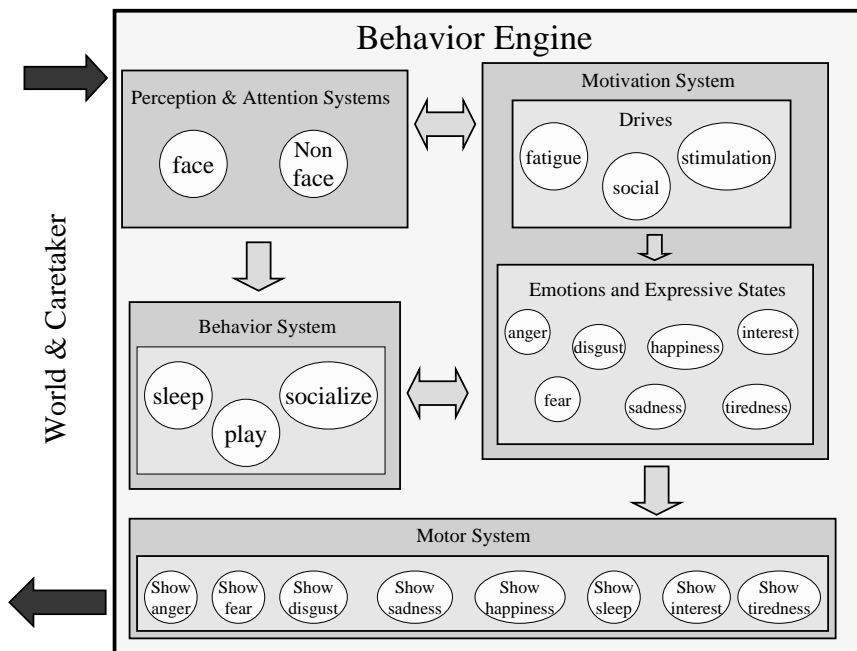 Behavior Engine
World & Caretaker
Perception & Attention Systems
face
Non
face
Motivation System
Drives
fatigue
social
stimulation
Emotions and Expressive States
anger
disgust
happiness
interest
fear
sadness
tiredness
Behavior System
sleep
play
socialize
Motor System
Show
anger
Show
fear
Show
disgust
Show
sadness
Show
happiness
Show
sleep
Show
interest
Show
tiredness